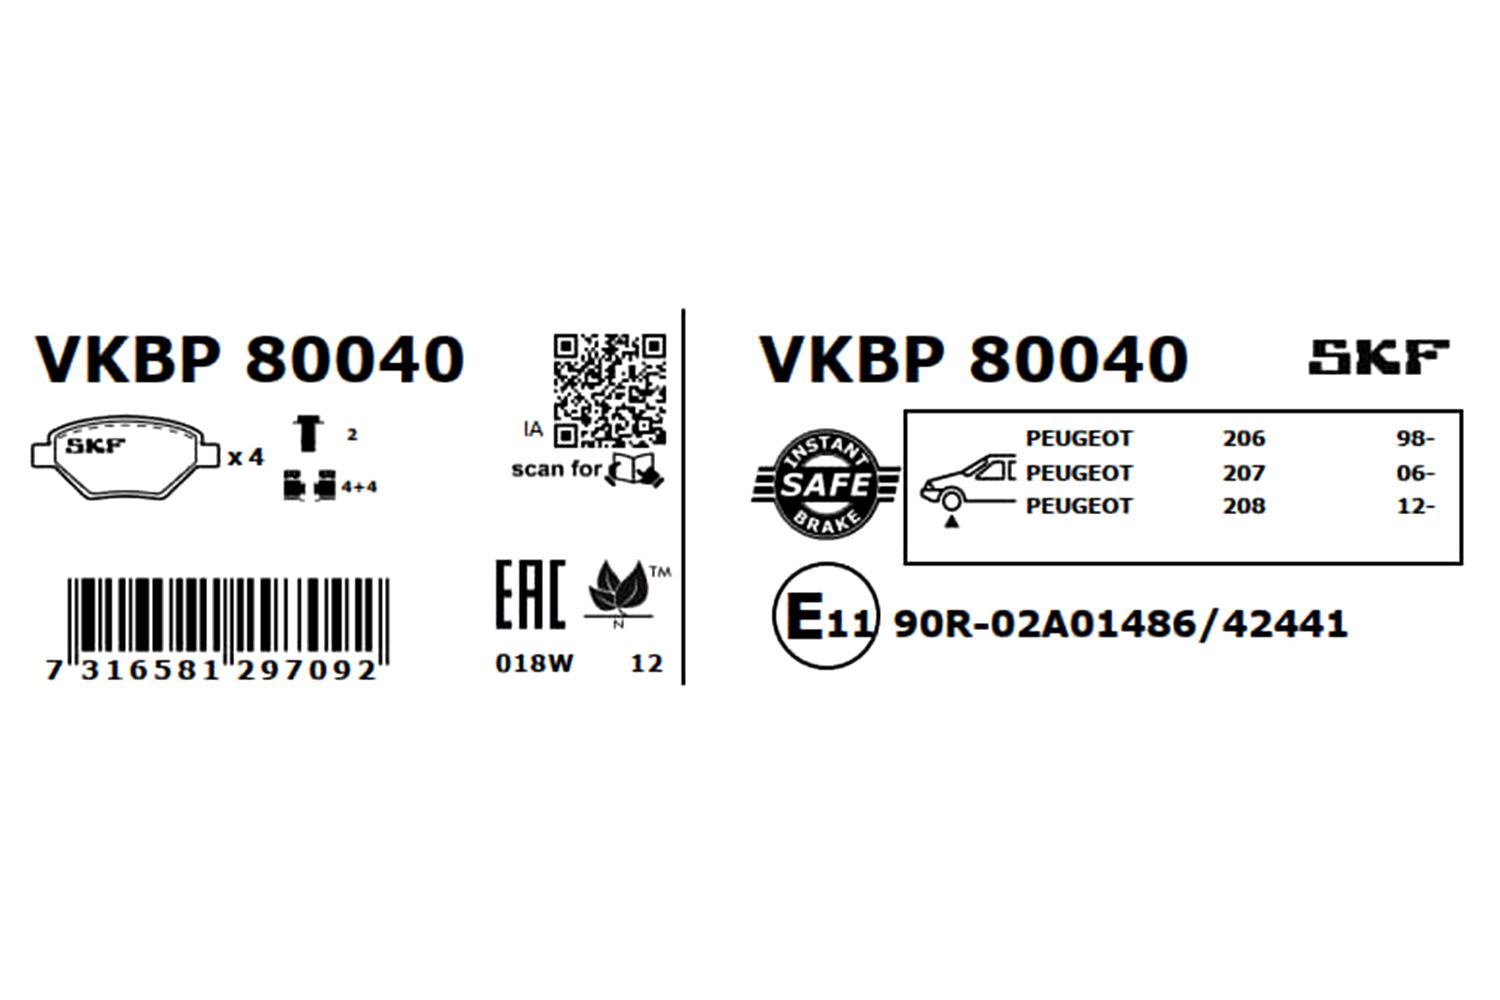 VKBP 80040
SKF
x 4
2
4+4
IA
scan for
7 316581 297092
EAC
TM
N
018W 12
VKBP 80040
SKF
INSTANT
SAFE
BRAKE
PEUGEOT 206 98-
PEUGEOT 207 06-
PEUGEOT 208 12-
E11 90R-02A01486/42441